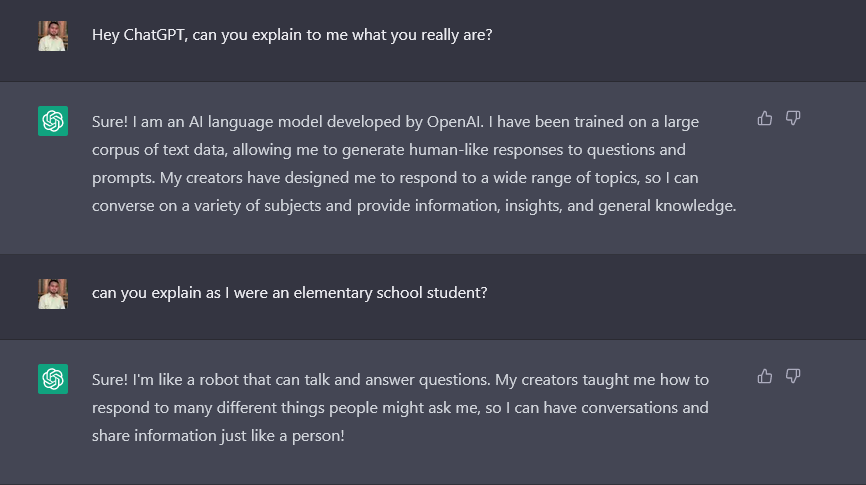 Hey ChatGPT, can you explain to me what you really are?
Sure! I am an AI language model developed by OpenAI. I have been trained on a large
corpus of text data, allowing me to generate human-like responses to questions and
prompts. My creators have designed me to respond to a wide range of topics, so I can
converse on a variety of subjects and provide information, insights, and general knowledge.
can you explain as I were an elementary school student?
Sure! I'm like a robot that can talk and answer questions. My creators taught me how to
respond to many different things people might ask me, so I can have conversations and
share information just like a person!